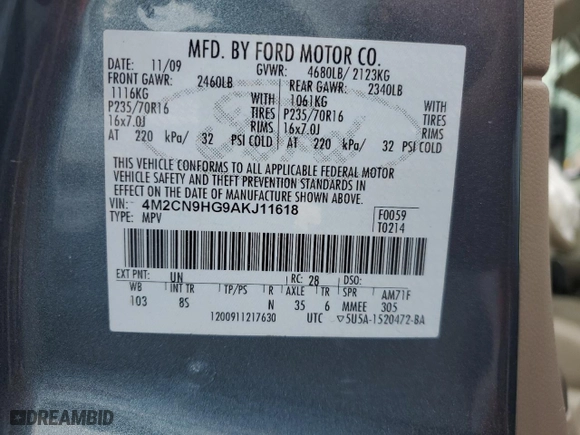 MFD. BY FORD MOTOR CO.
DATE: 11/09 GVWR: 4680LB/ 2123KG
FRONT GAWR: 2460LB REAR GAWR: 2340LB
1116KG WITH 1061KG WITH
P235/70R16 TIRES P235/70R16 TIRES
16x7.0J RIMS 16x7.0J RIMS
AT 220 kPa/ 32 PSI COLD AT 220 kPa/ 32 PSI COLD
THIS VEHICLE CONFORMS TO ALL APPLICABLE FEDERAL MOTOR
VEHICLE SAFETY AND THEFT PREVENTION STANDARDS IN
EFFECT ON THE DATE OF MANUFACTURE SHOWN ABOVE.
VIN: 4M2CN9HG9AKJ11618 F0059
TYPE: MPV T0214
EXT PNT: UN RC: 28 DSO:
WB INT TR TP/PS R AXLE TR SPR AM71F
103 85 N 35 6 MMEE 305
1200911217630 UTC ▽5U5A-1520472-BA
Ford
DREAMBID